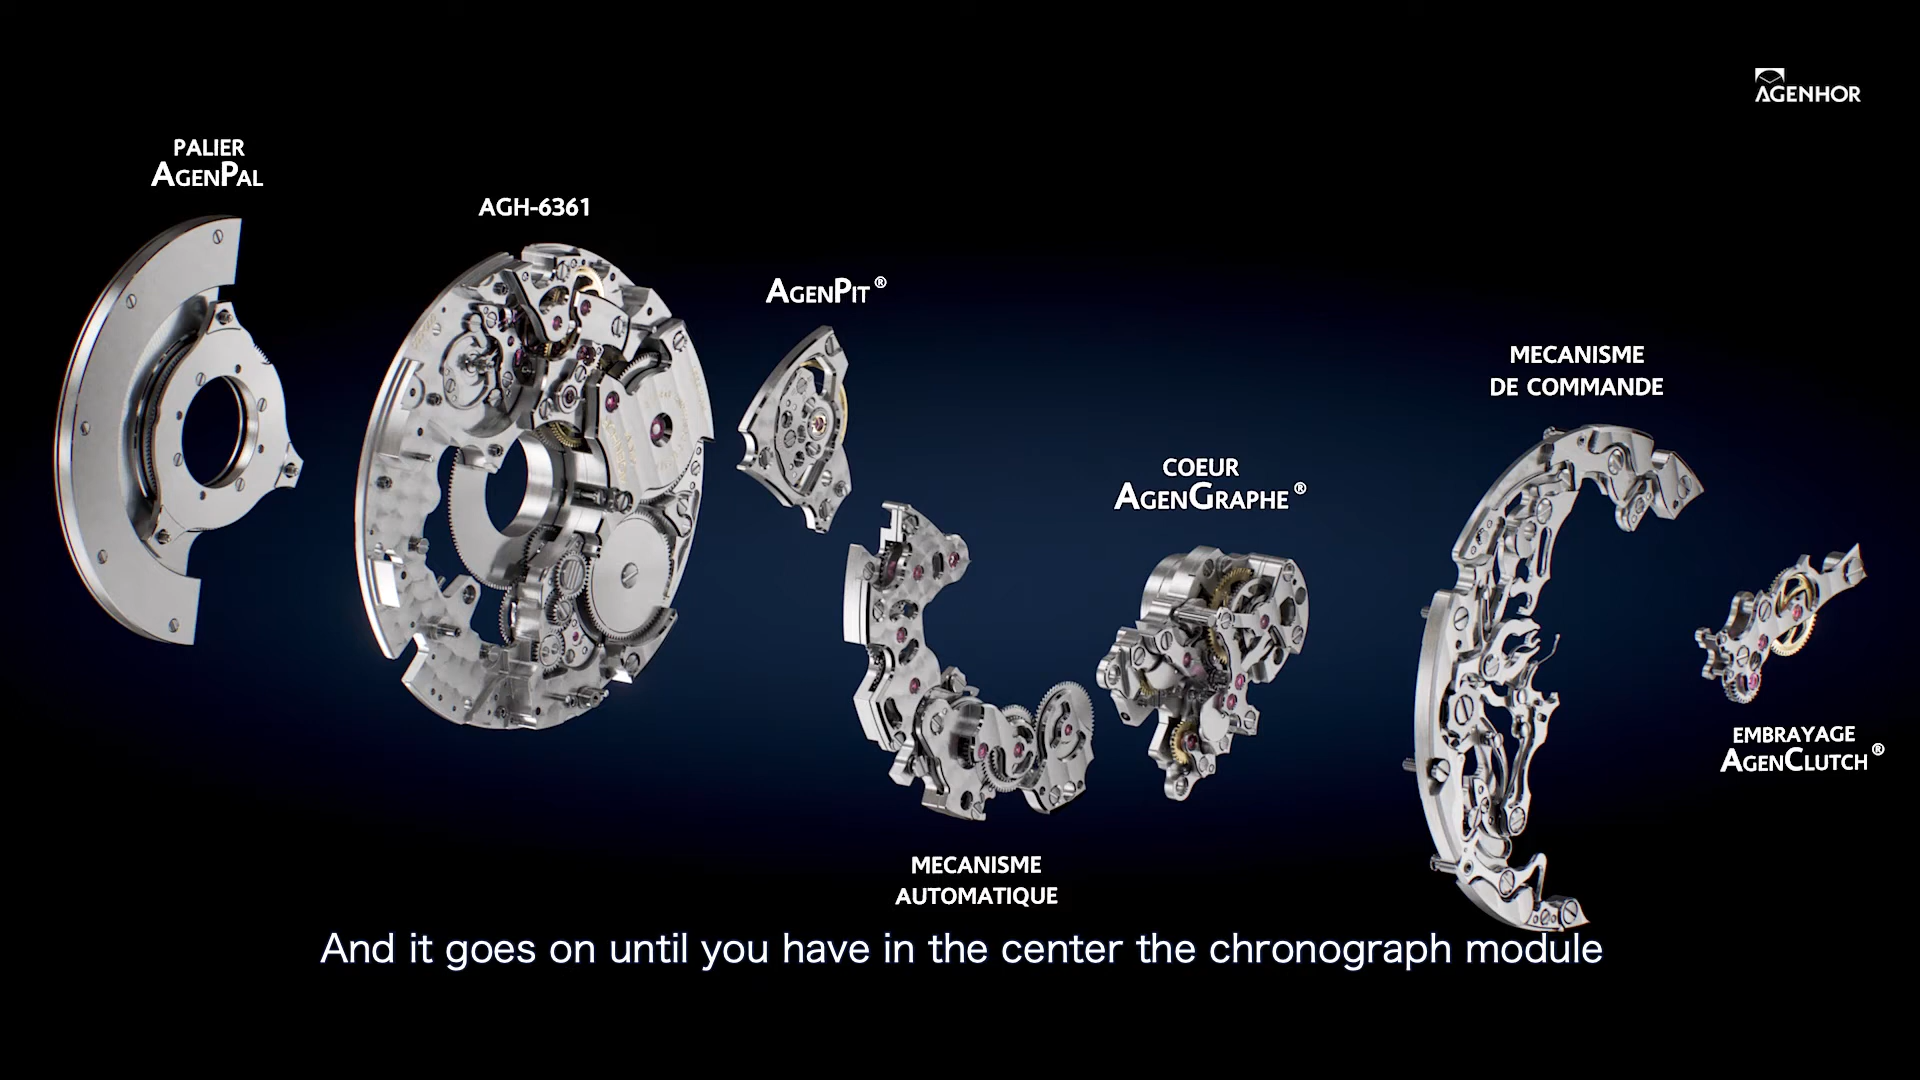 AGENHOR
PALIER
AGENPAL
AGH-6361
AGENPIT®
MECANISME
DE COMMANDE
COEUR
AGENGRAPHE®
EMBRAYAGE
AGENCLUTCH®
MECANISME
AUTOMATIQUE
And it goes on until you have in the center the chronograph module